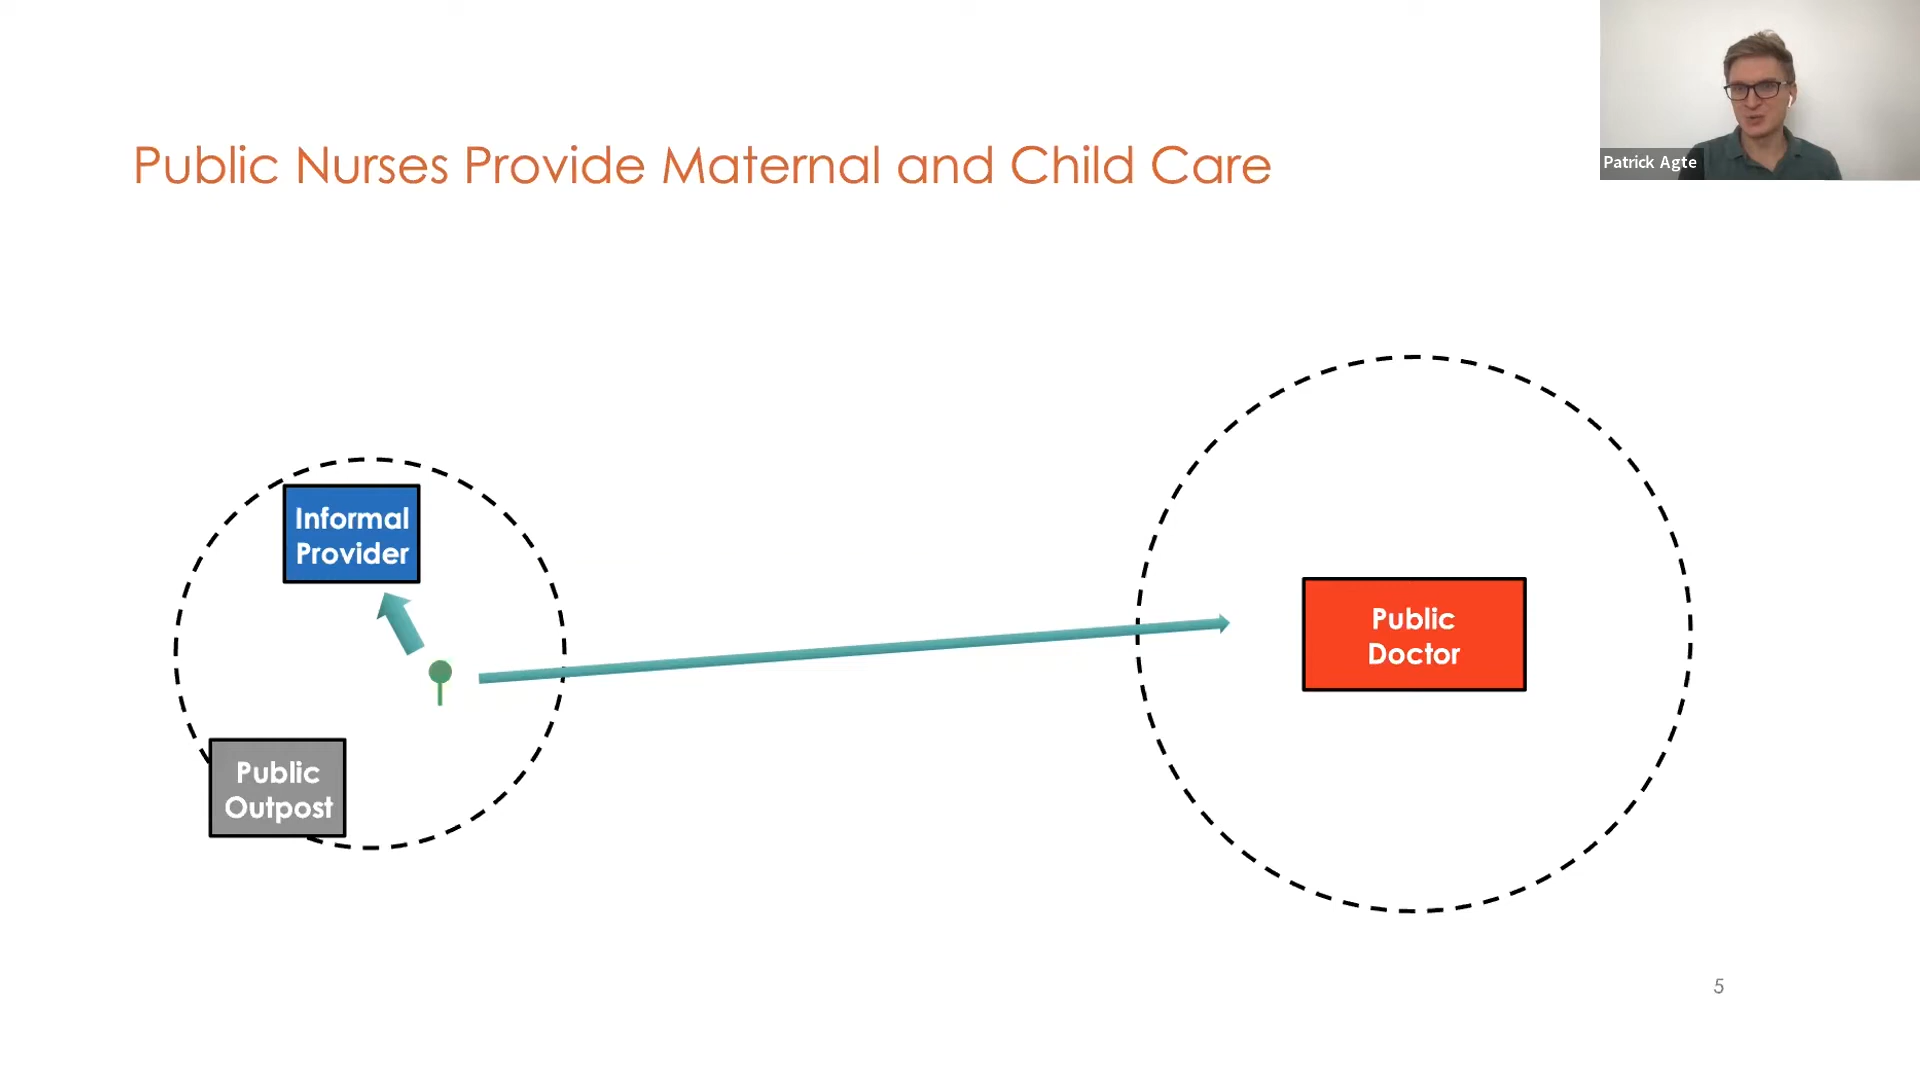 Public Nurses Provide Maternal and Child Care
Patrick Agte
Informal
Provider
Public
Doctor
Public
Outpost
5